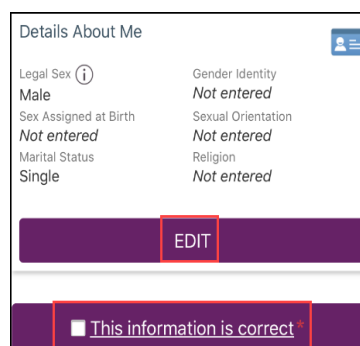 Details About Me
Legal Sex Gender Identity
Male Not entered
Sex Assigned at Birth Sexual Orientation
Not entered Not entered
Marital Status Religion
Single Not entered
EDIT
This information is correct*